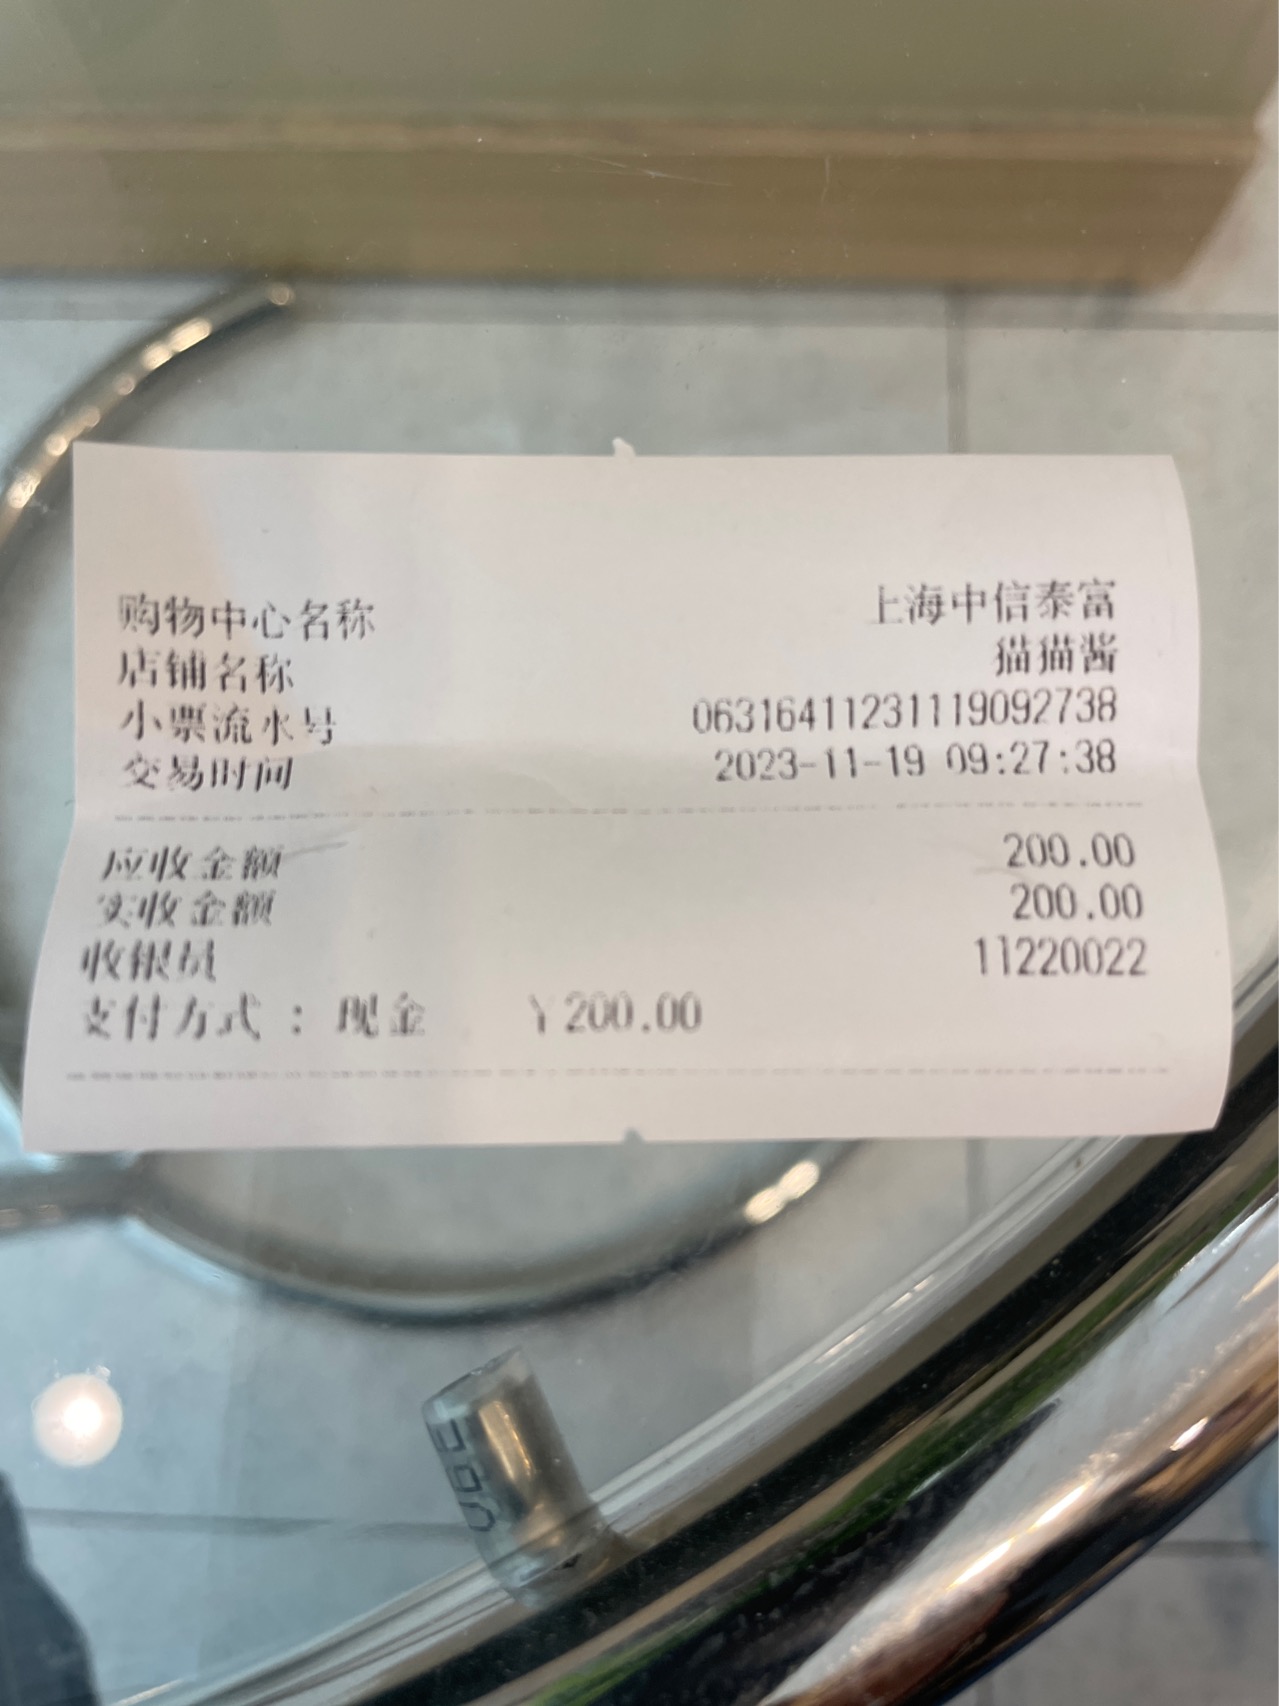 购物中心名称 上海中信泰富
店铺名称 猫猫酱
小票流水号 06316411231119092738
交易时间 2023-11-19 09:27:38
应收金额 200.00
实收金额 200.00
收银员 11220022
支付方式：现金 ¥200.00